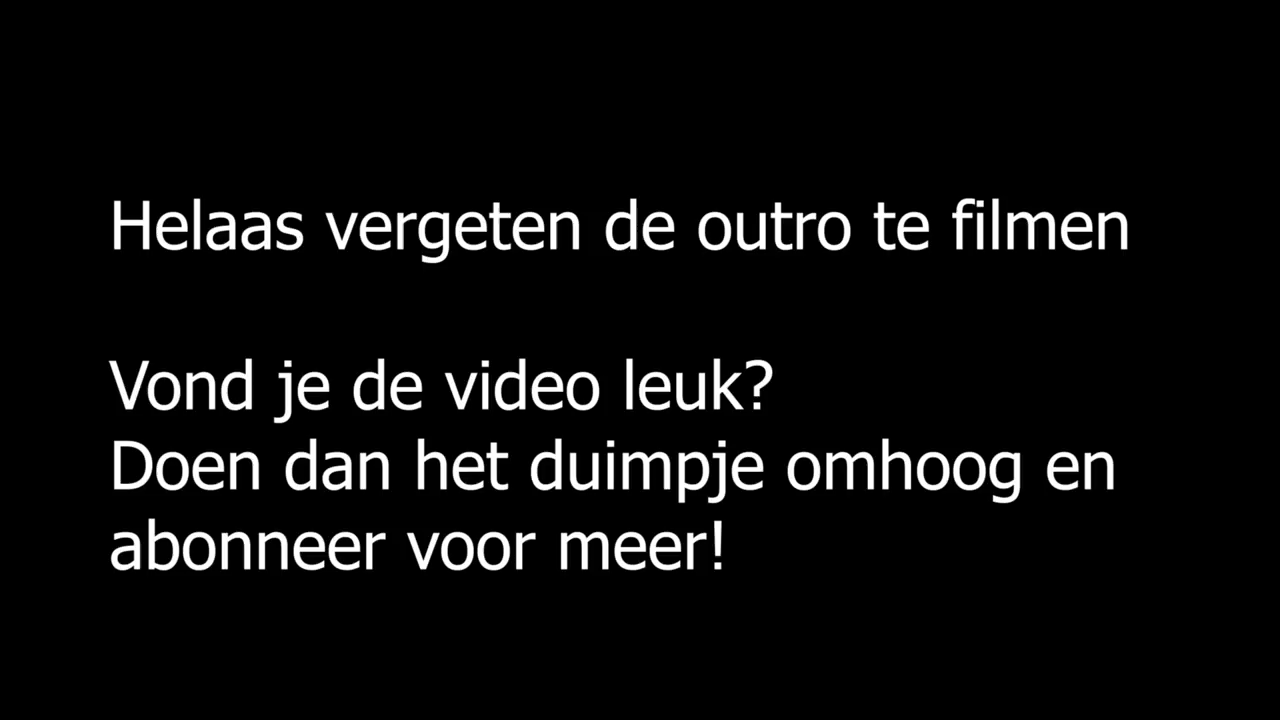 Helaas vergeten de outro te filmen
Vond je de video leuk?
Doen dan het duimpje omhoog en
abonneer voor meer!